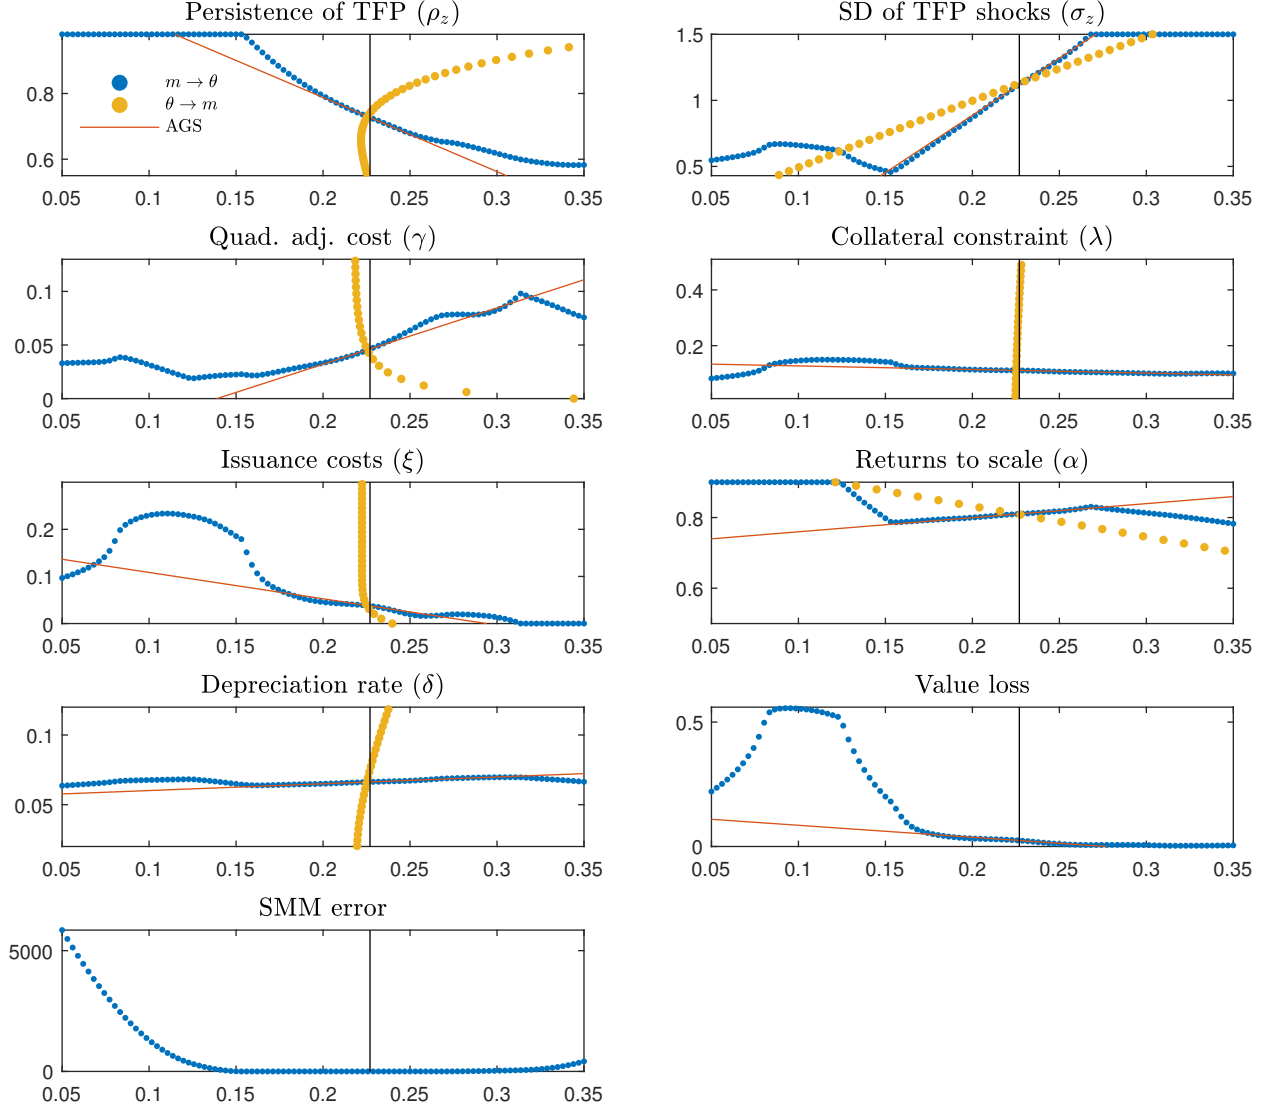 Persistence of TFP (ρz)
0.8
0.6
m → θ
θ → m
AGS
0.05 0.1 0.15 0.2 0.25 0.3 0.35
SD of TFP shocks (σz)
1.5
1
0.5
0.05 0.1 0.15 0.2 0.25 0.3 0.35
Quad. adj. cost (γ)
0.1
0.05
0
0.05 0.1 0.15 0.2 0.25 0.3 0.35
Collateral constraint (λ)
0.4
0.2
0.05 0.1 0.15 0.2 0.25 0.3 0.35
Issuance costs (ξ)
0.2
0.1
0
0.05 0.1 0.15 0.2 0.25 0.3 0.35
Returns to scale (α)
0.8
0.6
0.05 0.1 0.15 0.2 0.25 0.3 0.35
Depreciation rate (δ)
0.1
0.05
0.05 0.1 0.15 0.2 0.25 0.3 0.35
Value loss
0.5
0
0.05 0.1 0.15 0.2 0.25 0.3 0.35
SMM error
5000
0
0.05 0.1 0.15 0.2 0.25 0.3 0.35